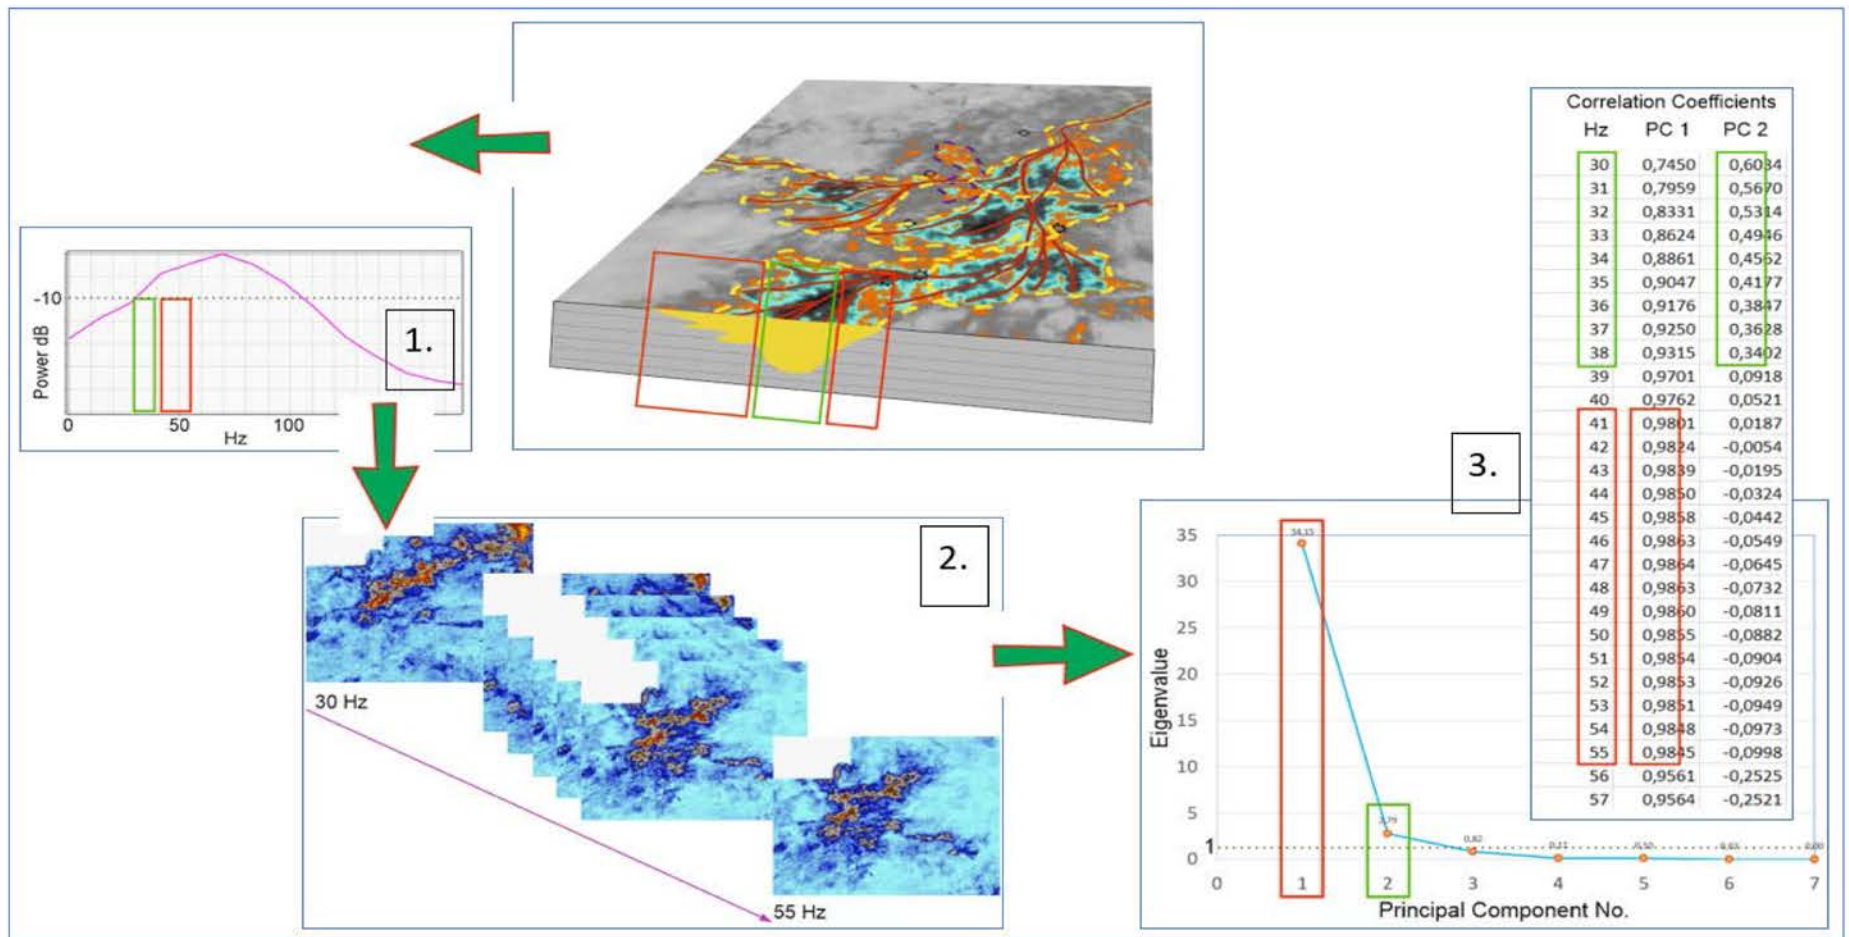 -10
Power dB
0
50
100
Hz
1.
2.
30 Hz
55 Hz
3.
Correlation Coefficients
Hz PC 1 PC 2
30 0,7450 0,6034
31 0,7959 0,5670
32 0,8331 0,5314
33 0,8624 0,4946
34 0,8861 0,4562
35 0,9047 0,4177
36 0,9176 0,3847
37 0,9250 0,3628
38 0,9315 0,3402
39 0,9701 0,0918
40 0,9762 0,0521
41 0,9801 0,0187
42 0,9824 -0,0054
43 0,9839 -0,0195
44 0,9850 -0,0324
45 0,9858 -0,0442
46 0,9863 -0,0549
47 0,9864 -0,0645
48 0,9863 -0,0732
49 0,9860 -0,0811
50 0,9855 -0,0882
51 0,9854 -0,0904
52 0,9853 -0,0926
53 0,9851 -0,0949
54 0,9848 -0,0973
55 0,9845 -0,0998
56 0,9561 -0,2525
57 0,9564 -0,2521
35
30
25
20
15
10
5
1
0
Eigenvalue
34,15
2,79
0,82
0 1 2 3 4 5 6 7
Principal Component No.